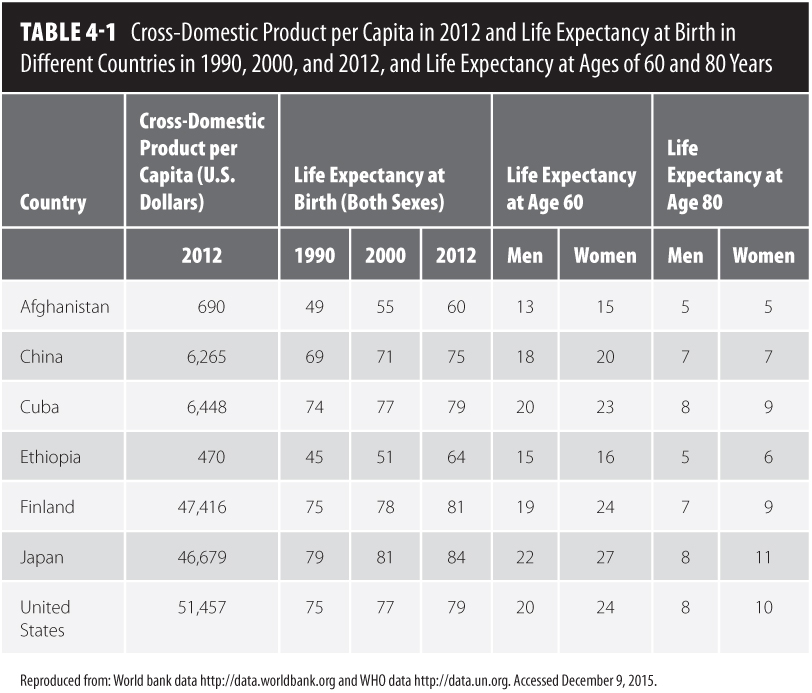 TABLE 4-1 Cross-Domestic Product per Capita in 2012 and Life Expectancy at Birth in
Different Countries in 1990, 2000, and 2012, and Life Expectancy at Ages of 60 and 80 Years
Country
Cross-Domestic
Product per
Capita (U.S.
Dollars)
Life Expectancy at
Birth (Both Sexes)
Life Expectancy
at Age 60
Life
Expectancy at
Age 80
2012 1990 2000 2012 Men Women Men Women
Afghanistan 690 49 55 60 13 15 5 5
China 6,265 69 71 75 18 20 7 7
Cuba 6,448 74 77 79 20 23 8 9
Ethiopia 470 45 51 64 15 16 5 6
Finland 47,416 75 78 81 19 24 7 9
Japan 46,679 79 81 84 22 27 8 11
United
States 51,457 75 77 79 20 24 8 10
Reproduced from: World bank data http://data.worldbank.org and WHO data http://data.un.org. Accessed December 9, 2015.